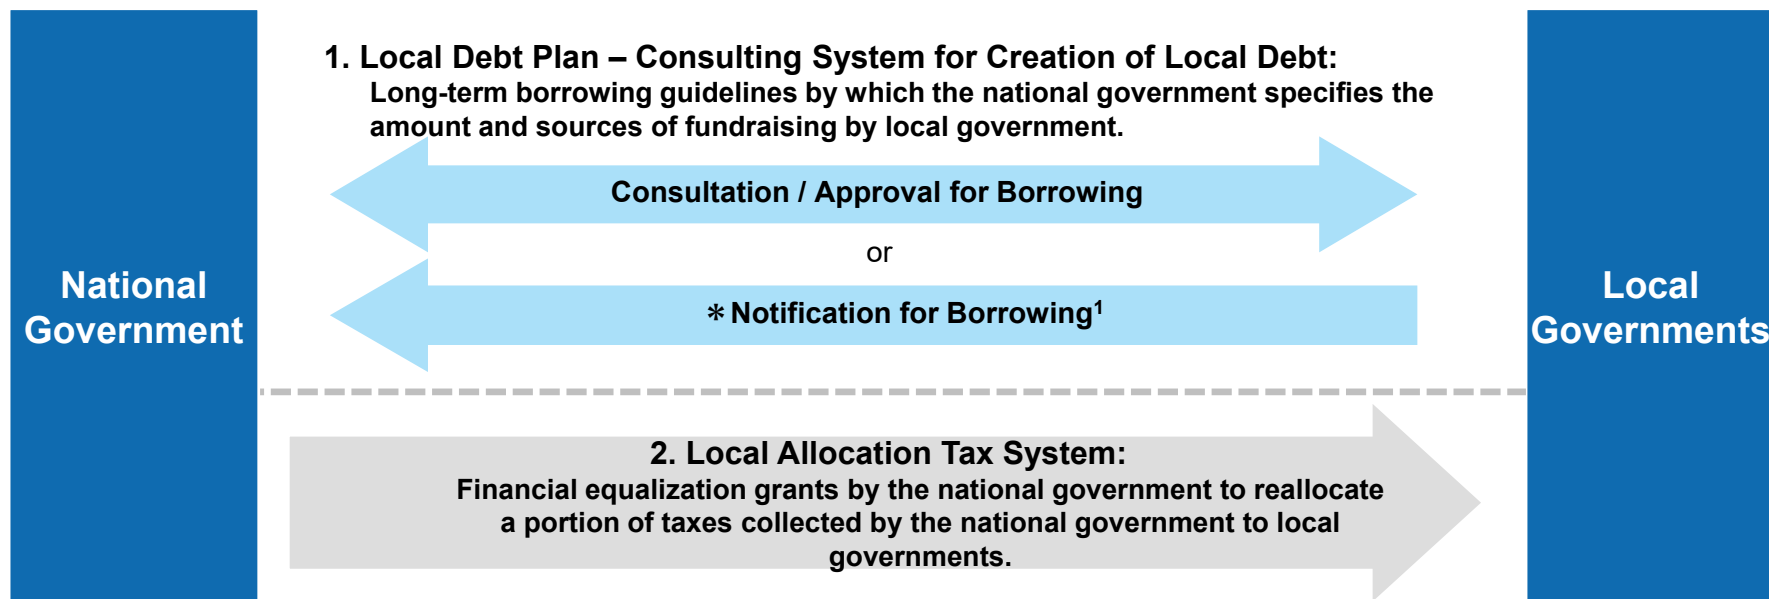 1. Local Debt Plan – Consulting System for Creation of Local Debt:
Long-term borrowing guidelines by which the national government specifies the
amount and sources of fundraising by local government.
Consultation / Approval for Borrowing
or
National
Government
Local
Governments
*Notification for Borrowing¹
2. Local Allocation Tax System:
Financial equalization grants by the national government to reallocate
a portion of taxes collected by the national government to local
governments.